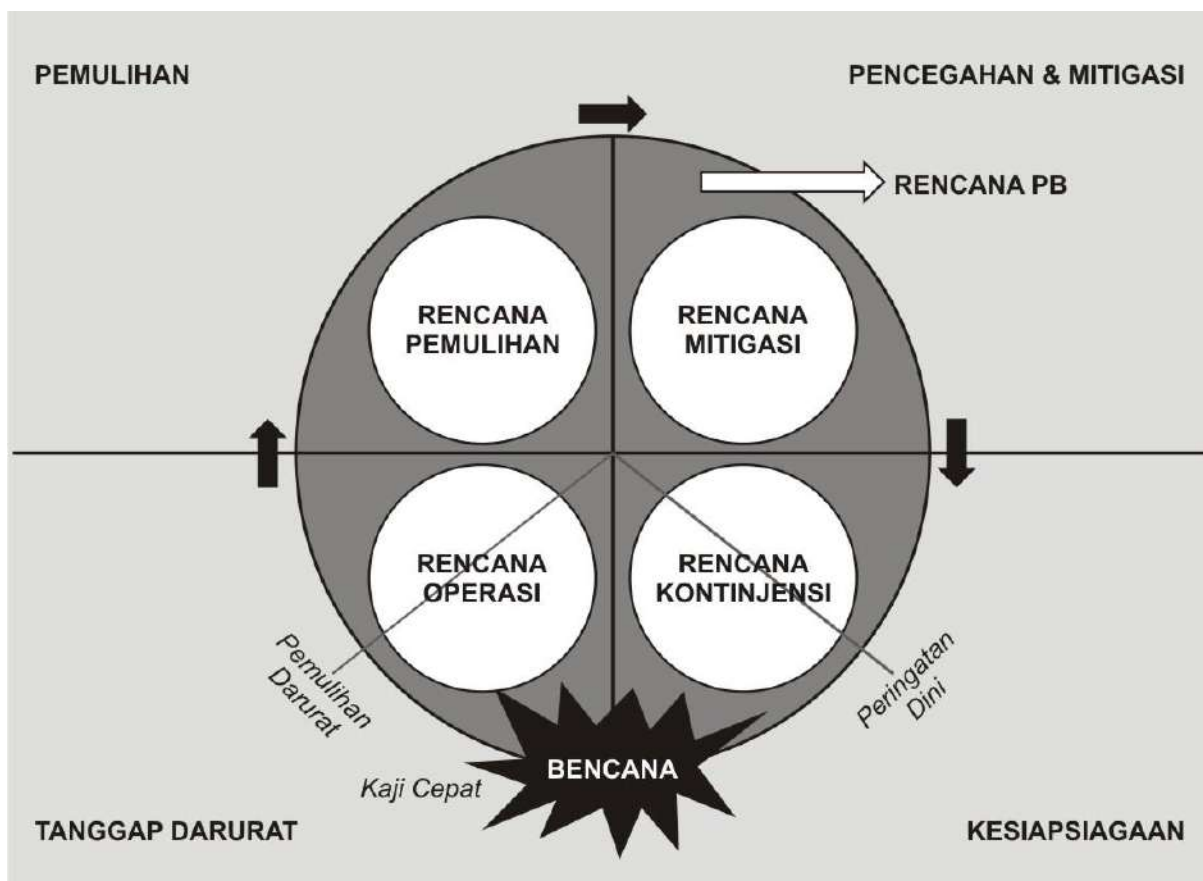 PEMULIHAN
PENCEGAHAN & MITIGASI
RENCANA PB
RENCANA
PEMULIHAN
RENCANA
MITIGASI
RENCANA
OPERASI
RENCANA
KONTINJENSI
Pemulihan
Darurat
Peringatan
Dini
BENCANA
Kaji Cepat
TANGGAP DARURAT
KESIAPSIAGAAN